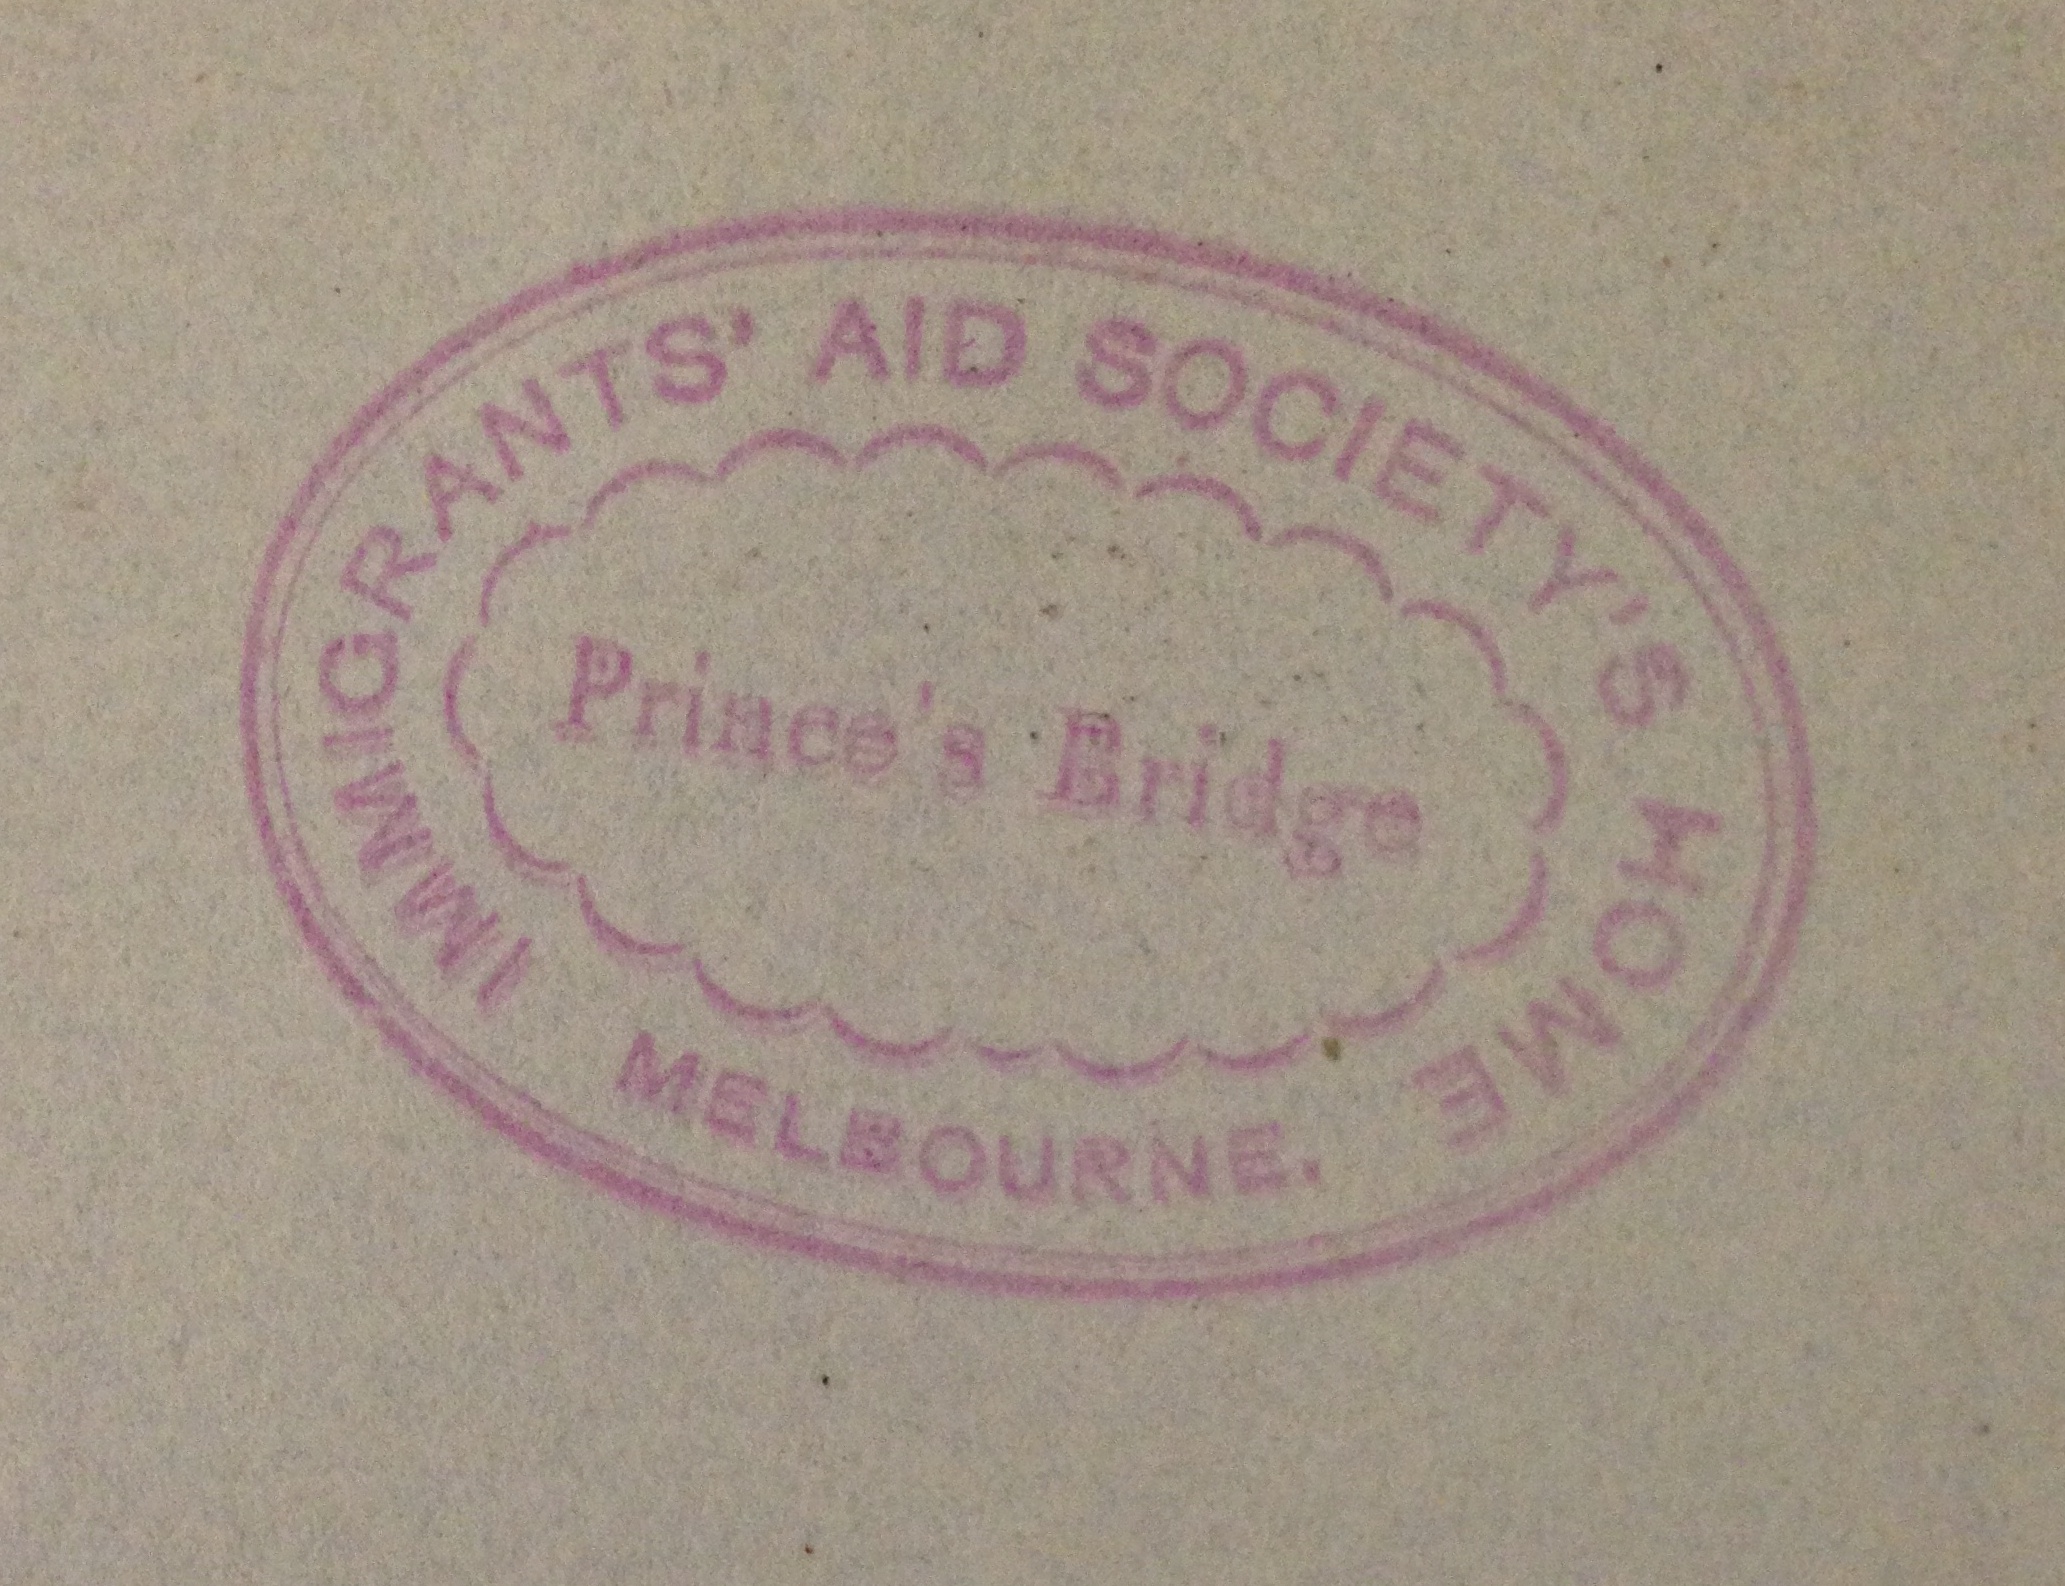 IMMIGRANTS' AID SOCIETY'S HOME
Prince's Bridge
MELBOURNE.